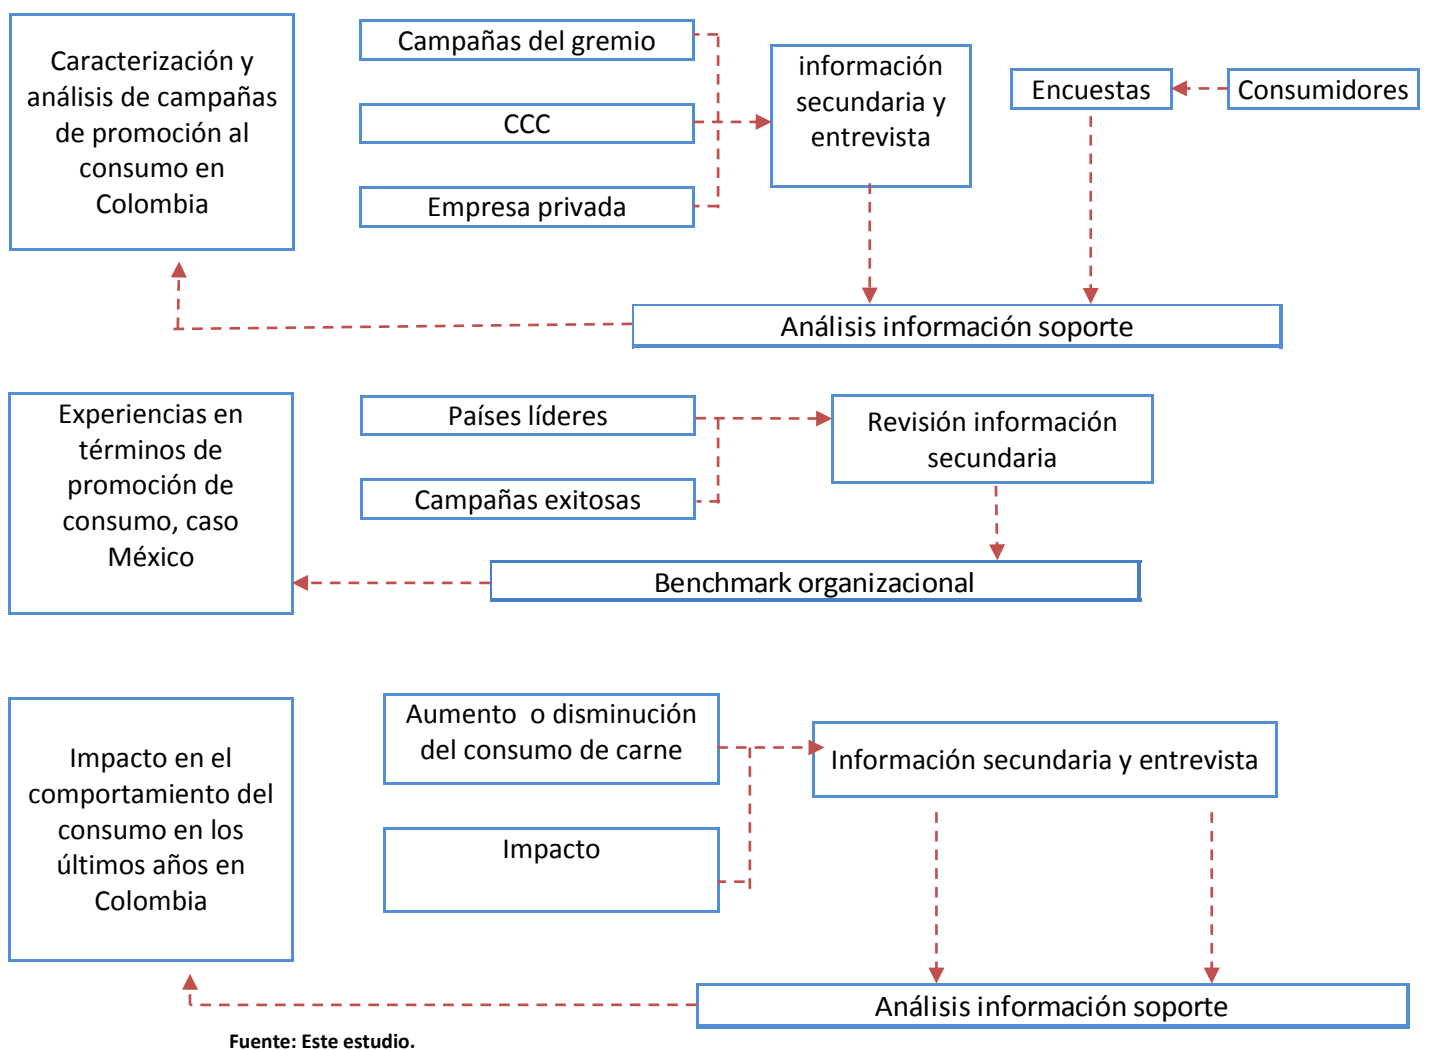 Caracterización y
análisis de campañas
de promoción al
consumo en
Colombia
Campañas del gremio
CCC
Empresa privada
información
secundaria y
entrevista
Encuestas
Consumidores
Análisis información soporte
Experiencias en
términos de
promoción de
consumo, caso
México
Países líderes
Campañas exitosas
Revisión información
secundaria
Benchmark organizacional
Impacto en el
comportamiento del
consumo en los
últimos años en
Colombia
Aumento o disminución
del consumo de carne
Impacto
Información secundaria y entrevista
Análisis información soporte
Fuente: Este estudio.